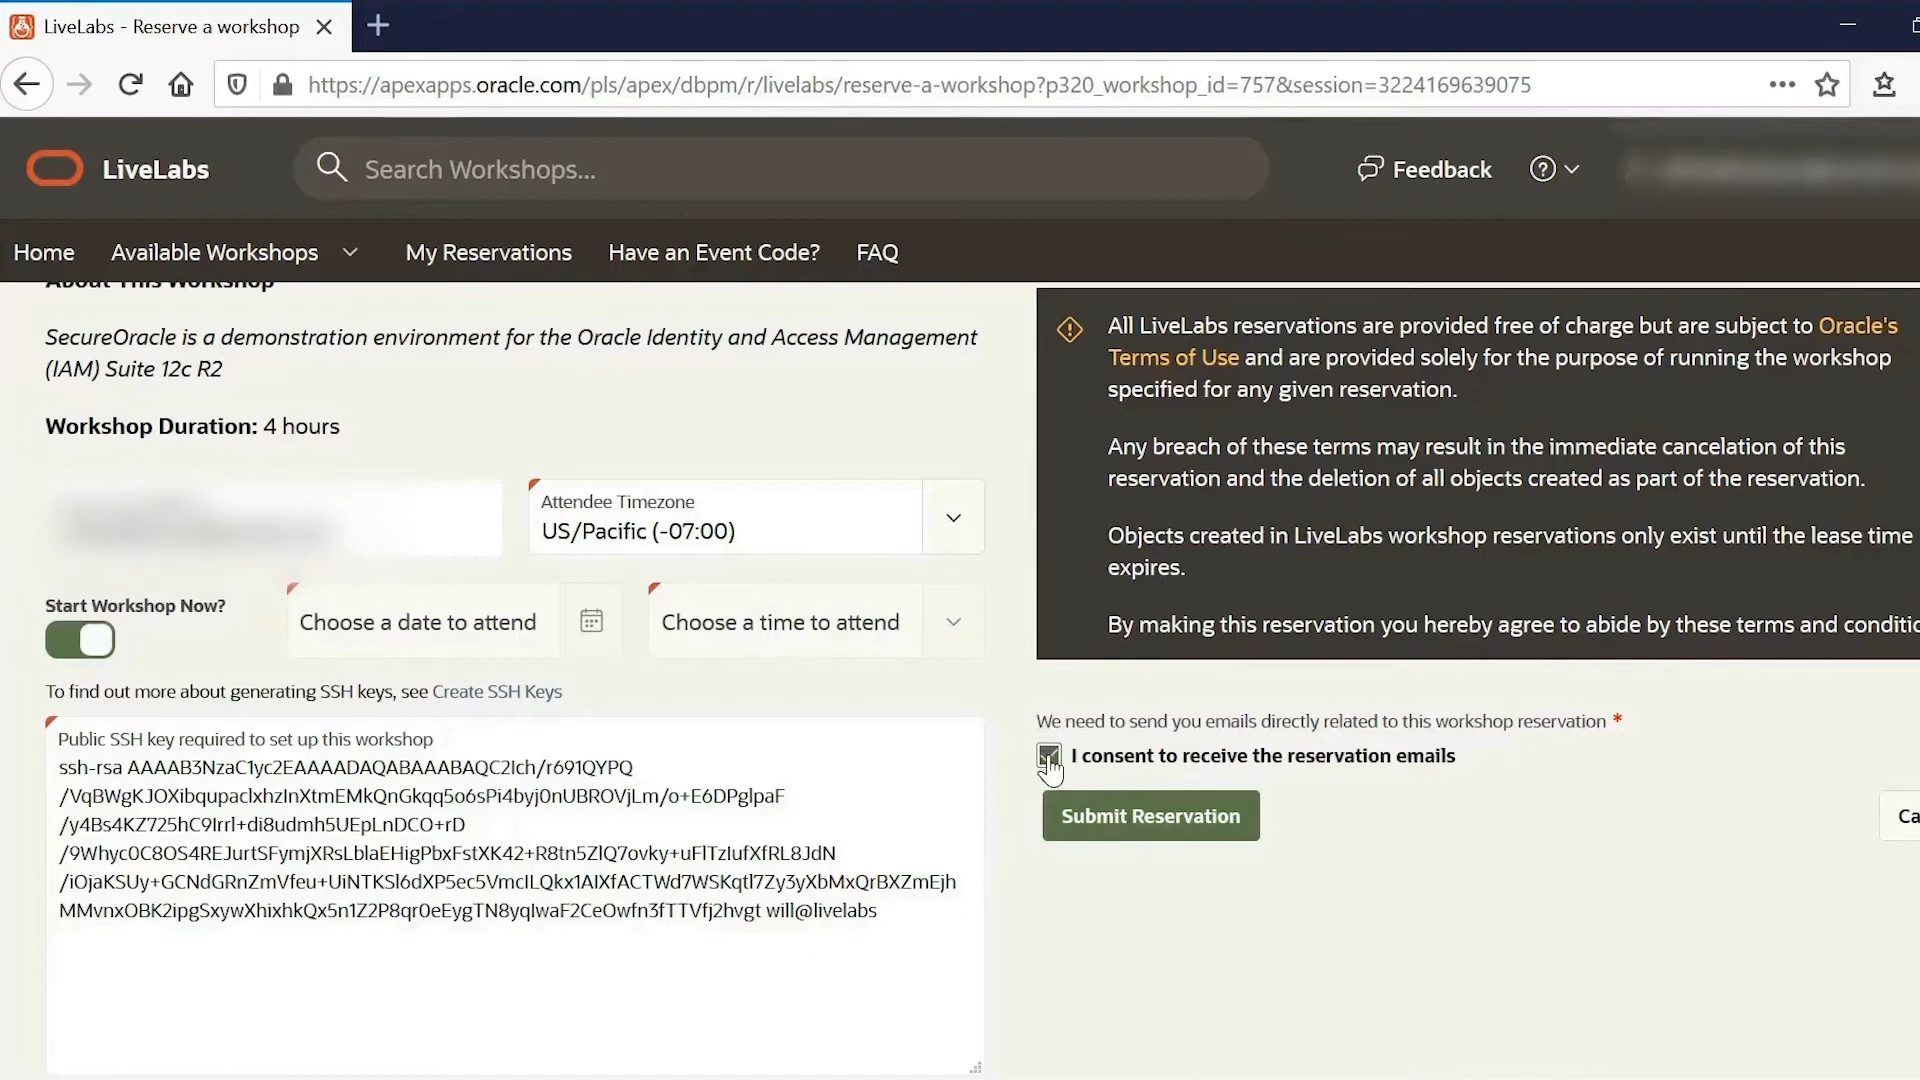 LiveLabs - Reserve a workshop
https://apexapps.oracle.com/pls/apex/dbpm/r/livelabs/reserve-a-workshop?p320_workshop_id=757&session=3224169639075
LiveLabs
Search Workshops...
Feedback
Home
Available Workshops
My Reservations
Have an Event Code?
FAQ
About This Workshop
SecureOracle is a demonstration environment for the Oracle Identity and Access Management
(IAM) Suite 12c R2
Workshop Duration: 4 hours
Attendee Timezone
US/Pacific (-07:00)
Start Workshop Now?
Choose a date to attend
Choose a time to attend
To find out more about generating SSH keys, see Create SSH Keys
Public SSH key required to set up this workshop
ssh-rsa AAAAB3NzaC1yc2EAAAADAQABAAABAQC2Ich/r691QYPQ
/VqBWgKJOXibqupaclxhzInXtmEMkQnGkqq5o6sPi4byj0nUBROVjLm/o+E6DPglpaF
/y4Bs4KZ725hC9Irrl+di8udmh5UEpLnDCO+rD
/9Whyc0C8OS4REJurtSFymjXRsLblaEHigPbxFstXK42+R8tn5ZlQ7ovky+uFlTzIufXfRL8JdN
/iOjaKSUy+GCNdGRnZmVfeu+UiNTKSl6dXP5ec5VmcILQkx1AIXfACTWd7WSKqtl7Zy3yXbMxQrBXZmEjh
MMvnxOBK2ipgSxywXhixhkQx5n1Z2P8qr0eEygTN8yqIwaF2CeOwfn3fTTVfj2hvgt will@livelabs
All LiveLabs reservations are provided free of charge but are subject to Oracle's
Terms of Use and are provided solely for the purpose of running the workshop
specified for any given reservation.
Any breach of these terms may result in the immediate cancelation of this
reservation and the deletion of all objects created as part of the reservation.
Objects created in LiveLabs workshop reservations only exist until the lease time
expires.
By making this reservation you hereby agree to abide by these terms and conditio
We need to send you emails directly related to this workshop reservation *
I consent to receive the reservation emails
Submit Reservation
Ca